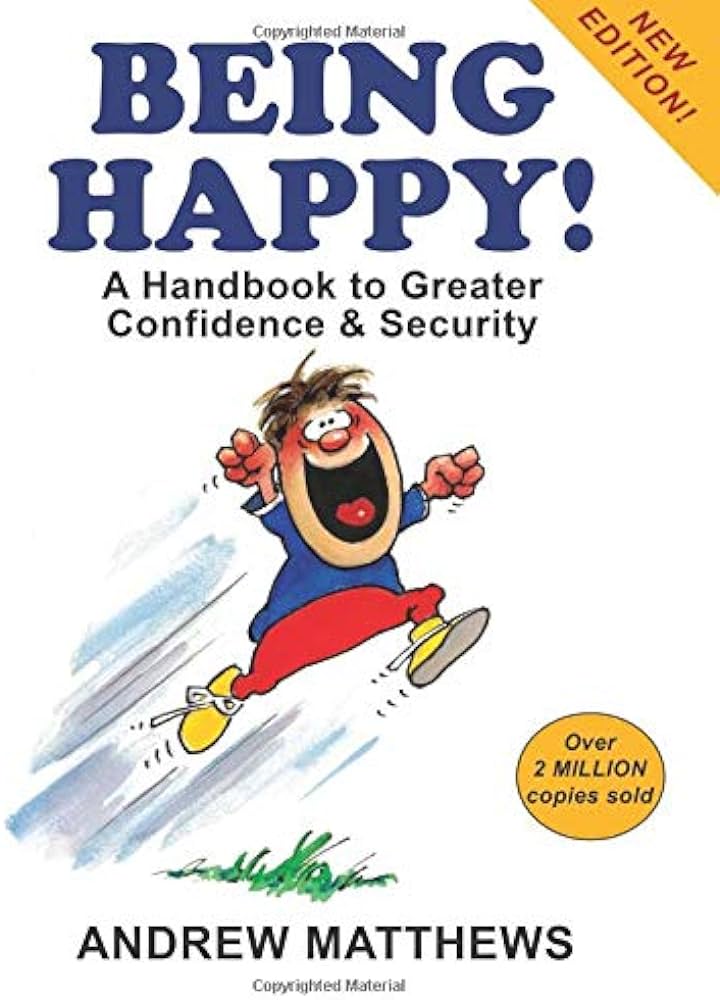 Copyrighted Material
NEW
EDITION!
BEING
HAPPY!
A Handbook to Greater
Confidence & Security
Over
2 MILLION
copies sold
ANDREW MATTHEWS
Copyrighted Material